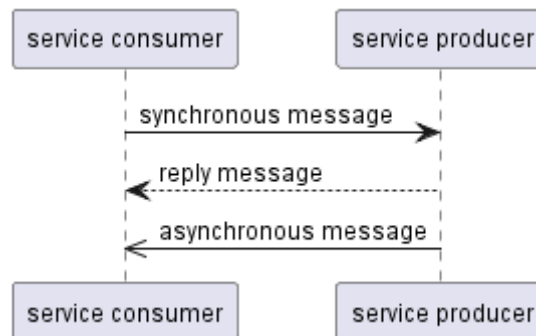 service consumer
service producer
synchronous message
reply message
asynchronous message
service consumer
service producer